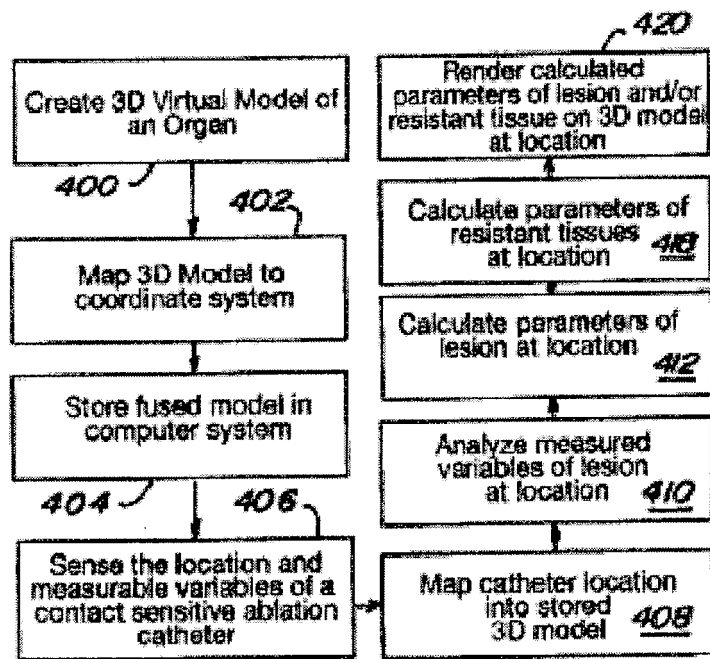 Create 3D Virtual Model of
an Organ
400
402
Map 3D Model to
coordinate system
Store fused model in
computer system
404
406
Sense the location and
measurable variables of a
contact sensitive ablation
catheter
Map catheter location
into stored
3D model
408
Analyze measured
variables of lesion
at location
410
Calculate parameters of
lesion at location
412
Calculate parameters of
resistant tissues
at location
418
420
Render calculated
parameters of lesion and/or
resistant tissue on 3D model
at location